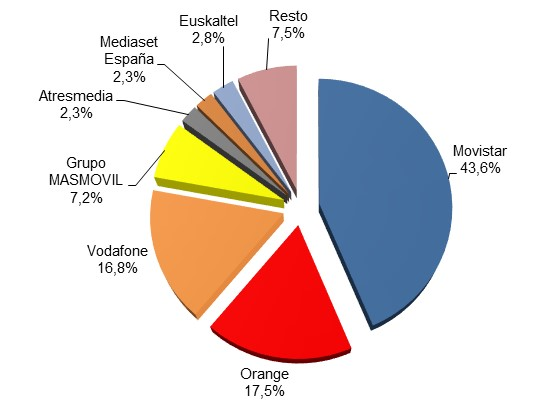 Resto
7,5%
Euskaltel
2,8%
Mediaset
España
2,3%
Atresmedia
2,3%
Grupo
MASMOVIL
7,2%
Vodafone
16,8%
Orange
17,5%
Movistar
43,6%